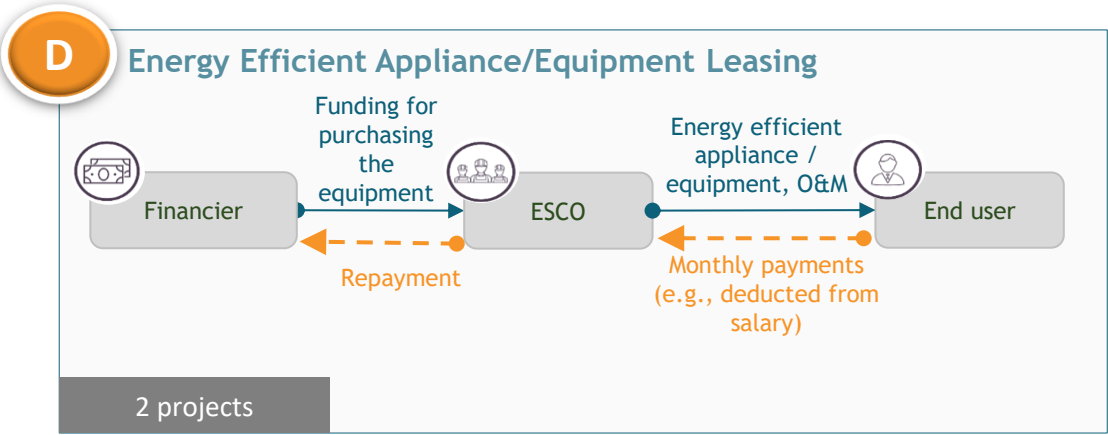 D
Energy Efficient Appliance/Equipment Leasing
Funding for
purchasing
the
equipment
Energy efficient
appliance /
equipment, O&M
Financier
ESCO
End user
Repayment
Monthly payments
(e.g., deducted from
salary)
2 projects